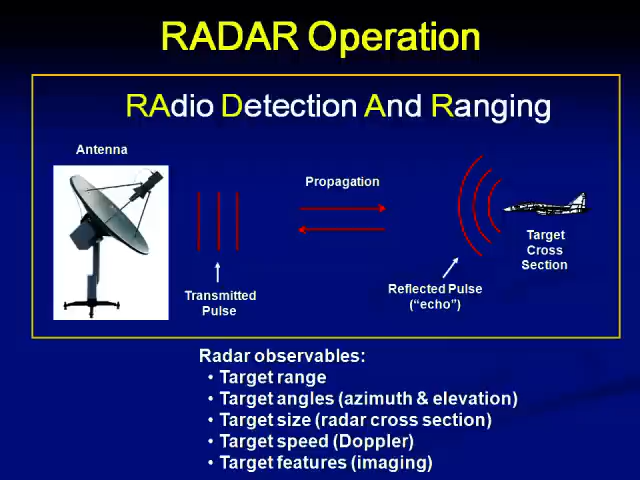 RADAR Operation
RAdio Detection And Ranging
Antenna
Propagation
Target
Cross
Section
Transmitted
Pulse
Reflected Pulse
(“echo”)
Radar observables:
• Target range
• Target angles (azimuth & elevation)
• Target size (radar cross section)
• Target speed (Doppler)
• Target features (imaging)